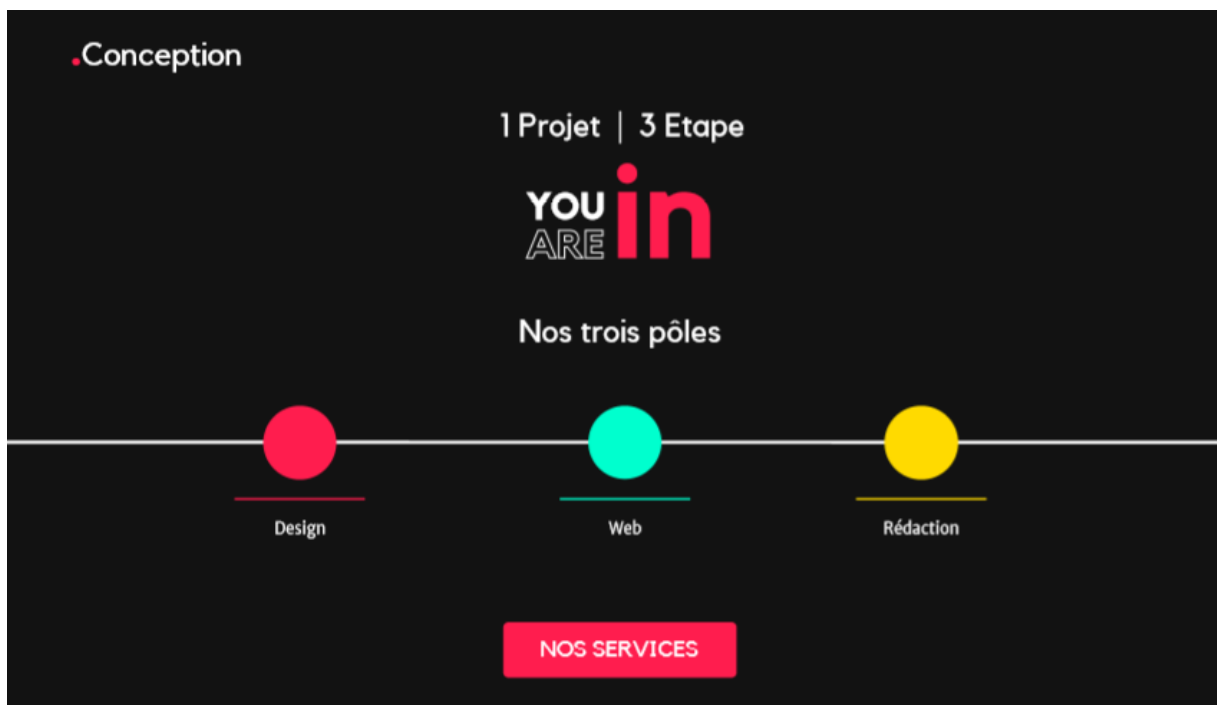 .Conception
1 Projet | 3 Etape
YOU
ARE in
Nos trois pôles
Design Web Rédaction
NOS SERVICES